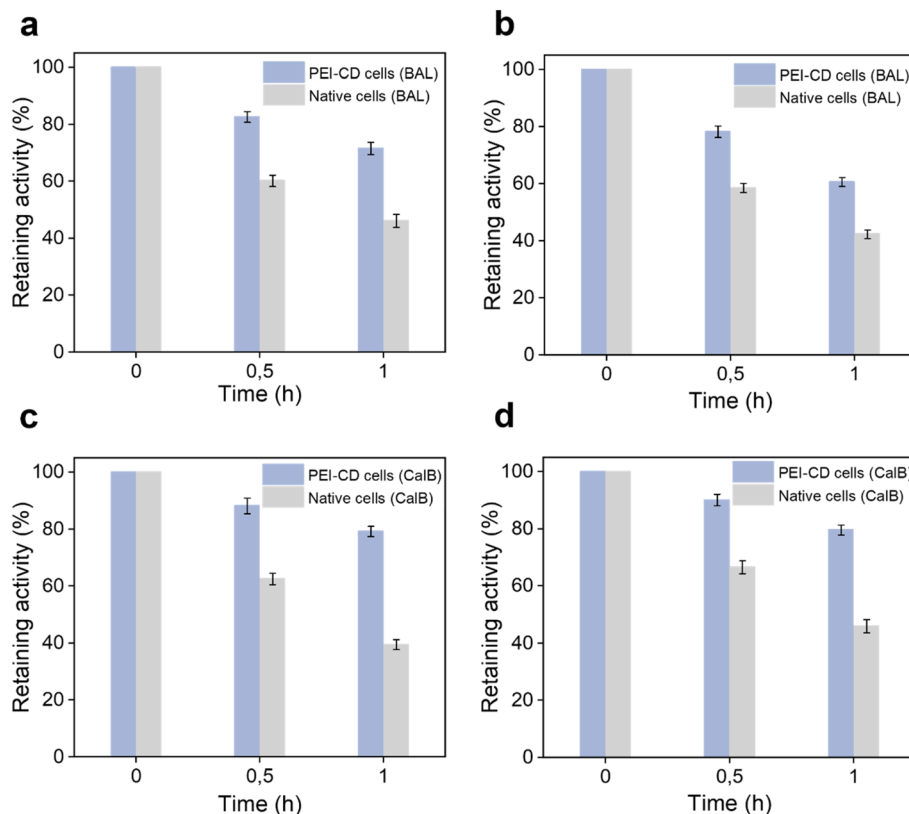 a
PEI-CD cells (BAL)
Native cells (BAL)
Retaining activity (%)
100
80
60
40
20
0
0
0,5
1
Time (h)
b
PEI-CD cells (BAL)
Native cells (BAL)
Retaining activity (%)
100
80
60
40
20
0
0
0,5
1
Time (h)
c
PEI-CD cells (CalB)
Native cells (CalB)
Retaining activity (%)
100
80
60
40
20
0
0
0,5
1
Time (h)
d
PEI-CD cells (CalB)
Native cells (CalB)
Retaining activity (%)
100
80
60
40
20
0
0
0,5
1
Time (h)